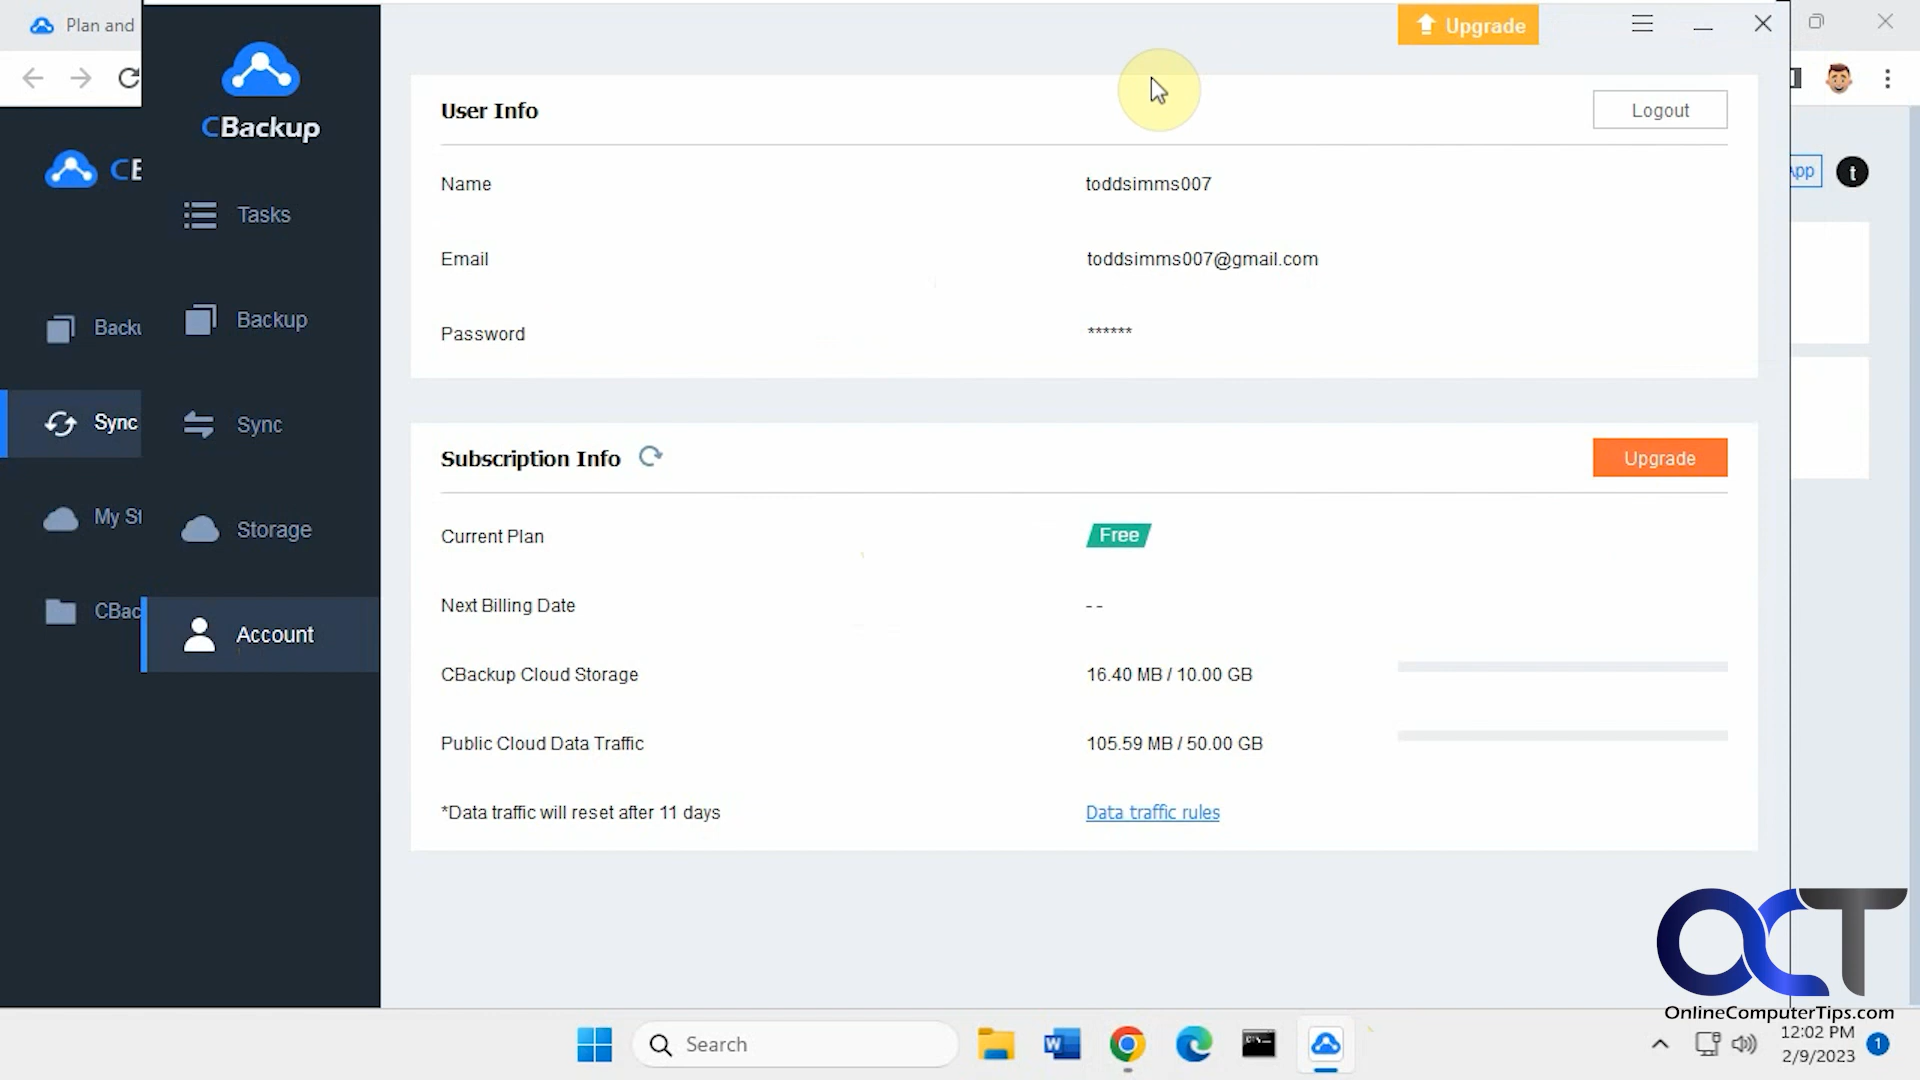 Plan and
Upgrade
CBackup
User Info
Logout
CB
App
t
Name
toddsimms007
Tasks
Email
toddsimms007@gmail.com
Backu
Backup
Password
******
Sync
Sync
Subscription Info
Upgrade
My St
Storage
Current Plan
Free
Next Billing Date
- -
CBac
Account
CBackup Cloud Storage
16.40 MB / 10.00 GB
Public Cloud Data Traffic
105.59 MB / 50.00 GB
*Data traffic will reset after 11 days
Data traffic rules
OCT
OnlineComputerTips.com
Search
W
12:02 PM
2/9/2023
1